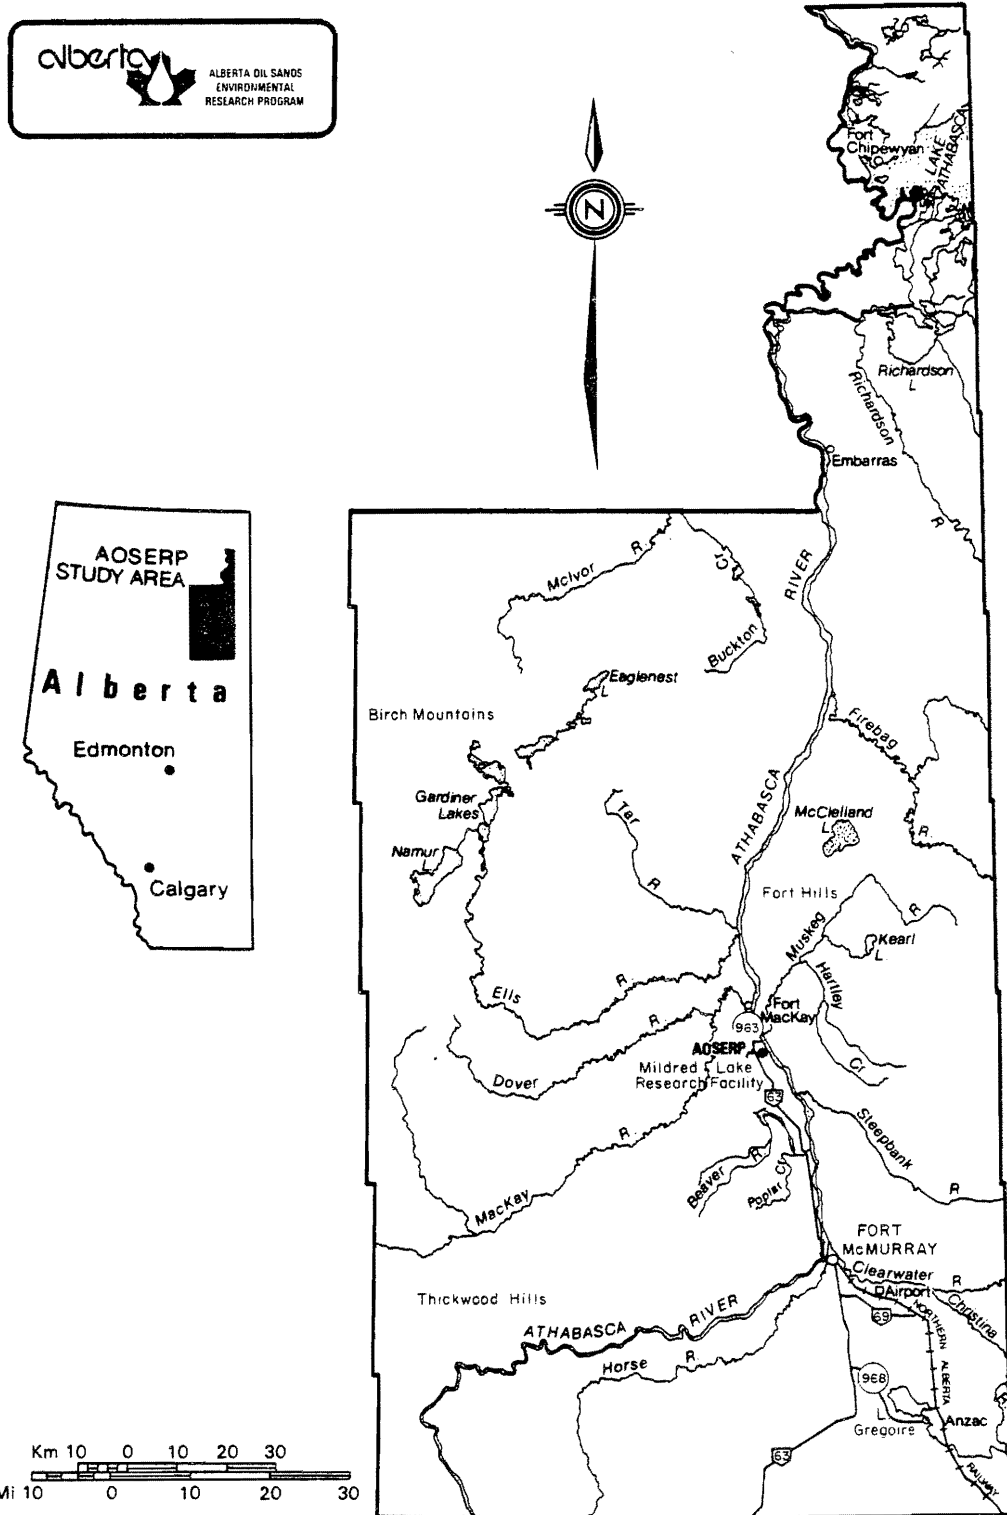 alberta
ALBERTA OIL SANDS
ENVIRONMENTAL
RESEARCH PROGRAM
N
Fort
Chipewyan
LAKE
ATHABASCA
Richardson
L
Richardson
R
Embarras
AOSERP
STUDY AREA
Alberta
Edmonton
Calgary
McIvor R
Cr
Buckton
RIVER
Eaglenest
L
Birch Mountains
Firebag
R
Gardiner
Lakes
Namur
L
Tar
R
ATHABASCA
McClelland
L
Fort Hills
Muskeg
R
Kearl
L
Hartley
Cr
Ells
R
Fort
MacKay
963
AOSERP
Mildred Lake
Research Facility
63
Dover
R
MacKay
R
Beaver
R
Poplar Cr
Steepbank
R
FORT
McMURRAY
Clearwater
R
Airport
Christina
69
NORTHERN
ALBERTA
RAILWAY
Thickwood Hills
ATHABASCA RIVER
Horse R
968
L
Gregoire
Anzac
63
Km 10 0 10 20 30
Mi 10 0 10 20 30